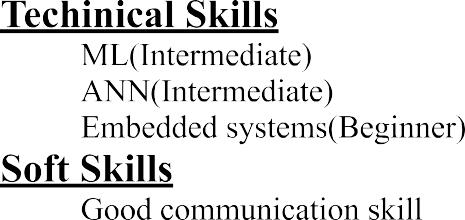 Techinical Skills
ML(Intermediate)
ANN(Intermediate)
Embedded systems(Beginner)
Soft Skills
Good communication skill